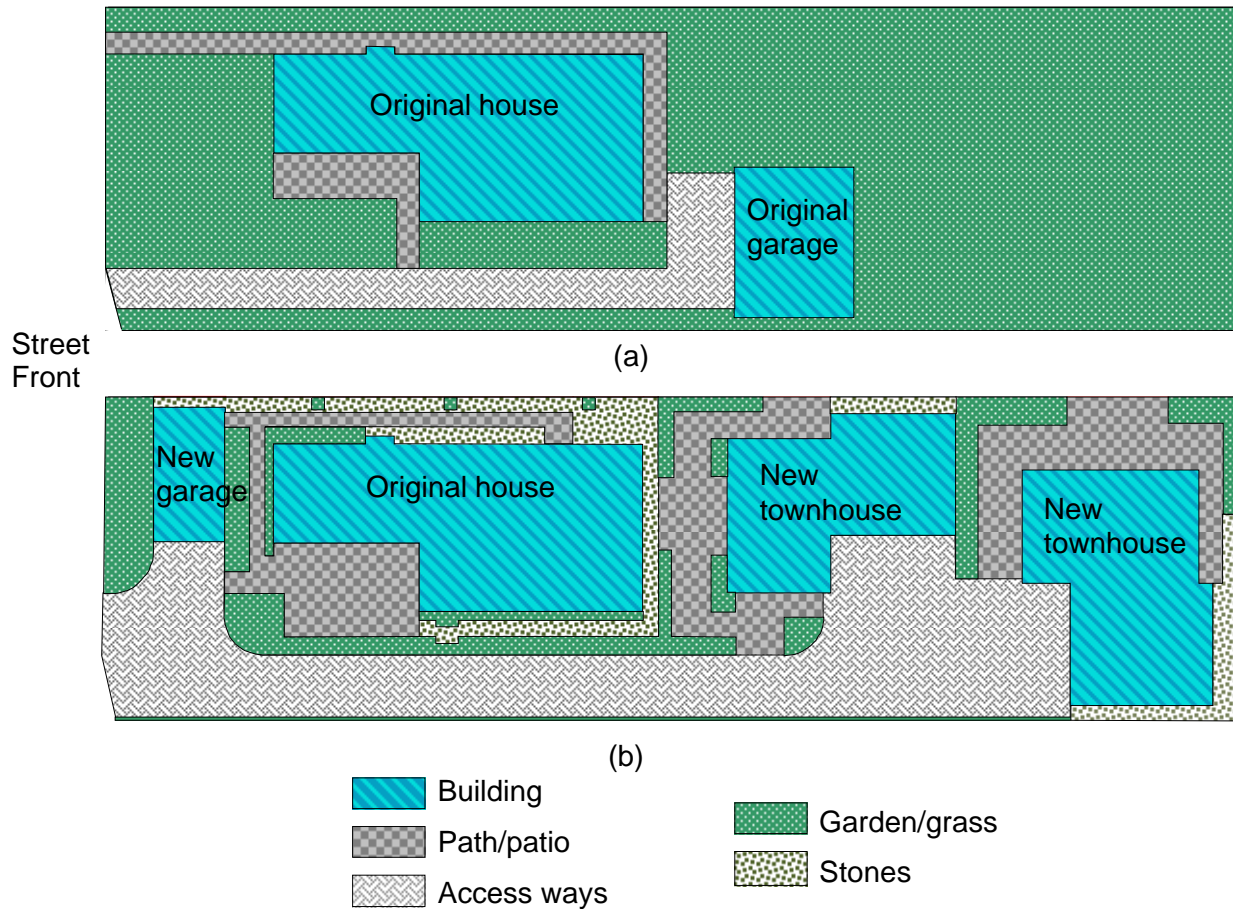 Original house
Original
garage
Street
Front
(a)
New
garage
Original house
New
townhouse
New
townhouse
(b)
Building
Path/patio
Access ways
Garden/grass
Stones